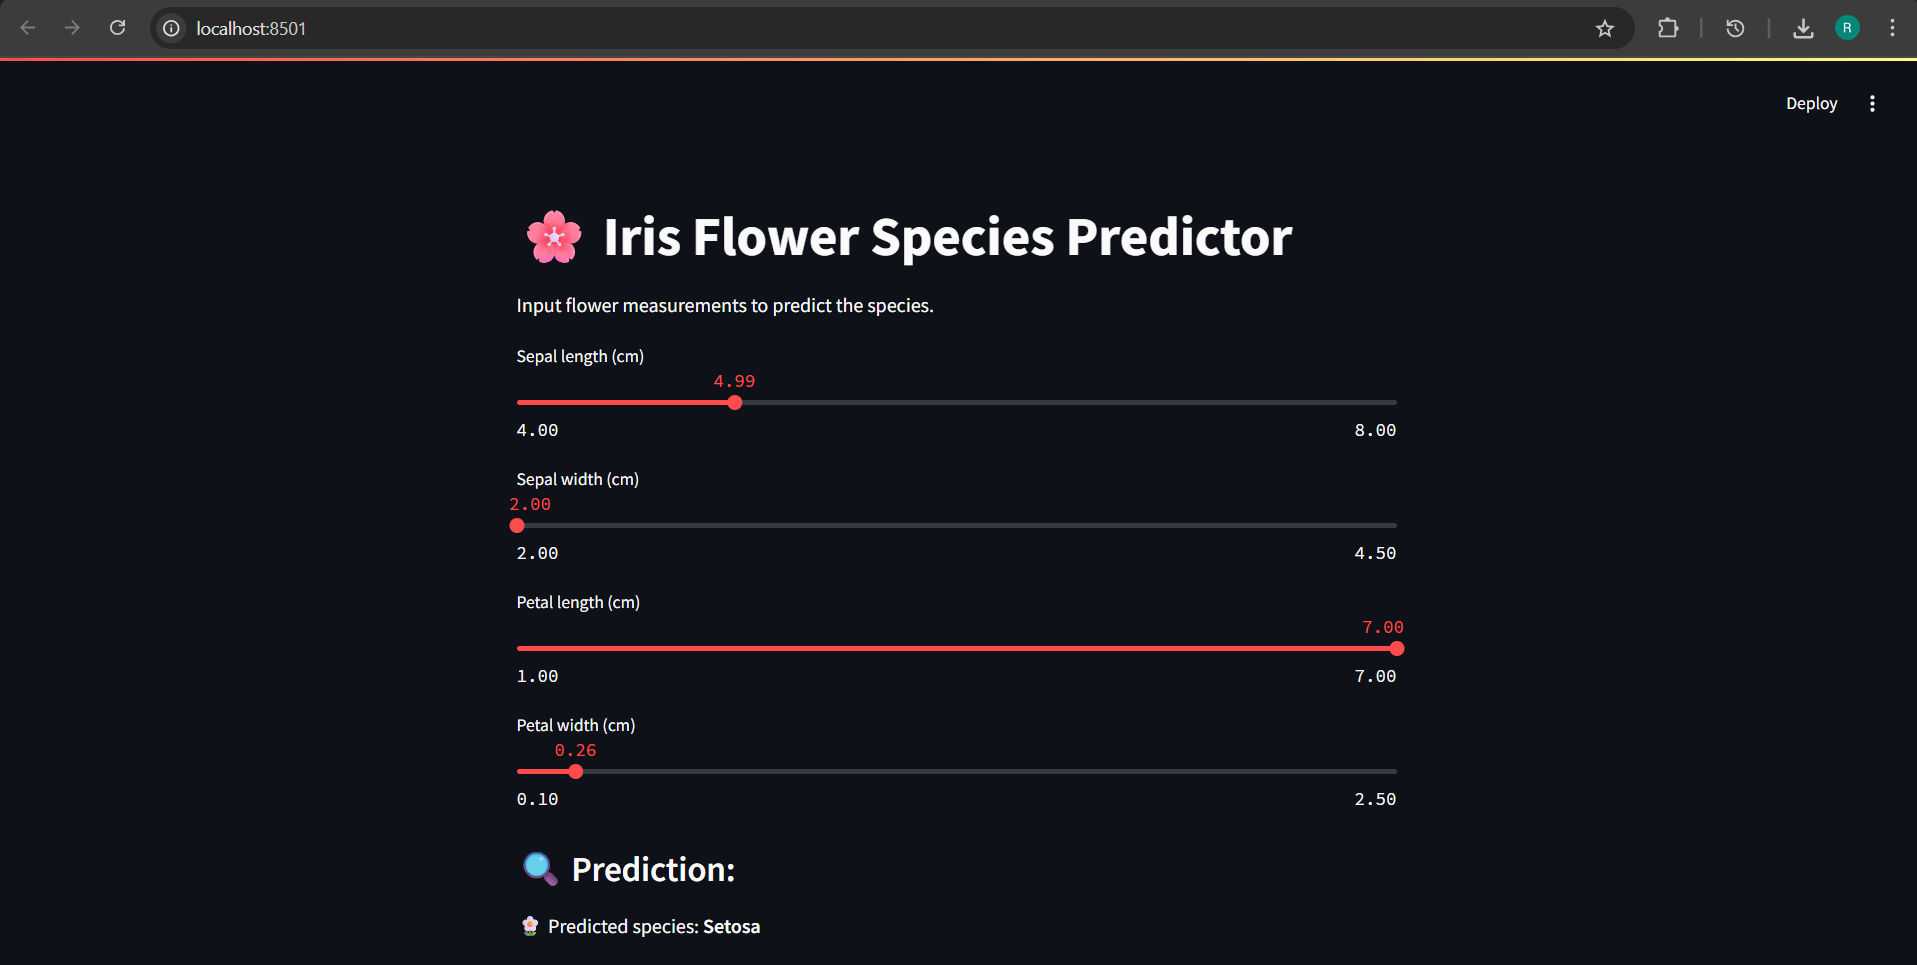 localhost:8501
R
Deploy
Iris Flower Species Predictor
Input flower measurements to predict the species.
Sepal length (cm)
4.99
4.00 8.00
Sepal width (cm)
2.00
2.00 4.50
Petal length (cm)
7.00
1.00 7.00
Petal width (cm)
0.26
0.10 2.50
Prediction:
Predicted species: Setosa